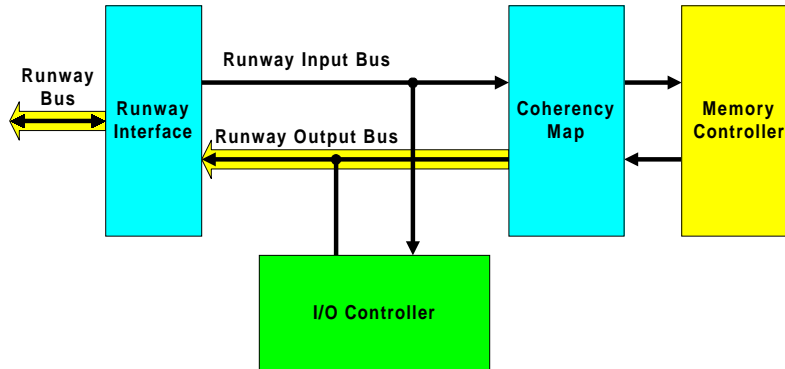 Runway Input Bus
Runway
Bus
Runway
Interface
Runway Output Bus
Coherency
Map
Memory
Controller
I/O Controller